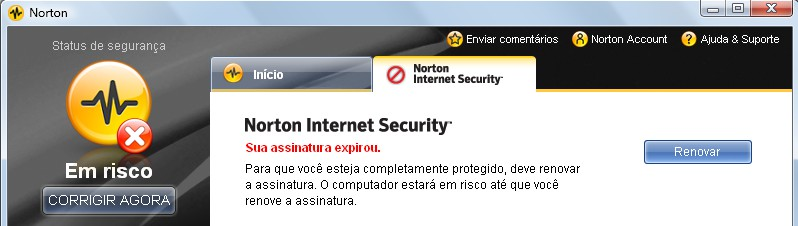 Norton
Status de segurança
Enviar comentários
Norton Account
Ajuda & Suporte
Início
Norton
Internet Security™
Norton Internet Security™
Sua assinatura expirou.
Renovar
Para que você esteja completamente protegido, deve renovar
a assinatura. O computador estará em risco até que você
renove a assinatura.
Em risco
CORRIGIR AGORA